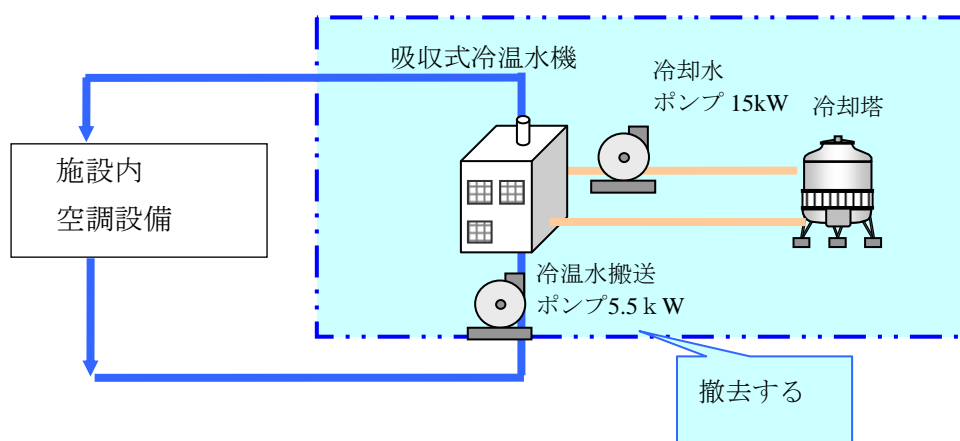 吸収式冷温水機
冷却水
ポンプ 15kW
冷却塔
施設内
空調設備
冷温水搬送
ポンプ5.5ｋW
撤去する